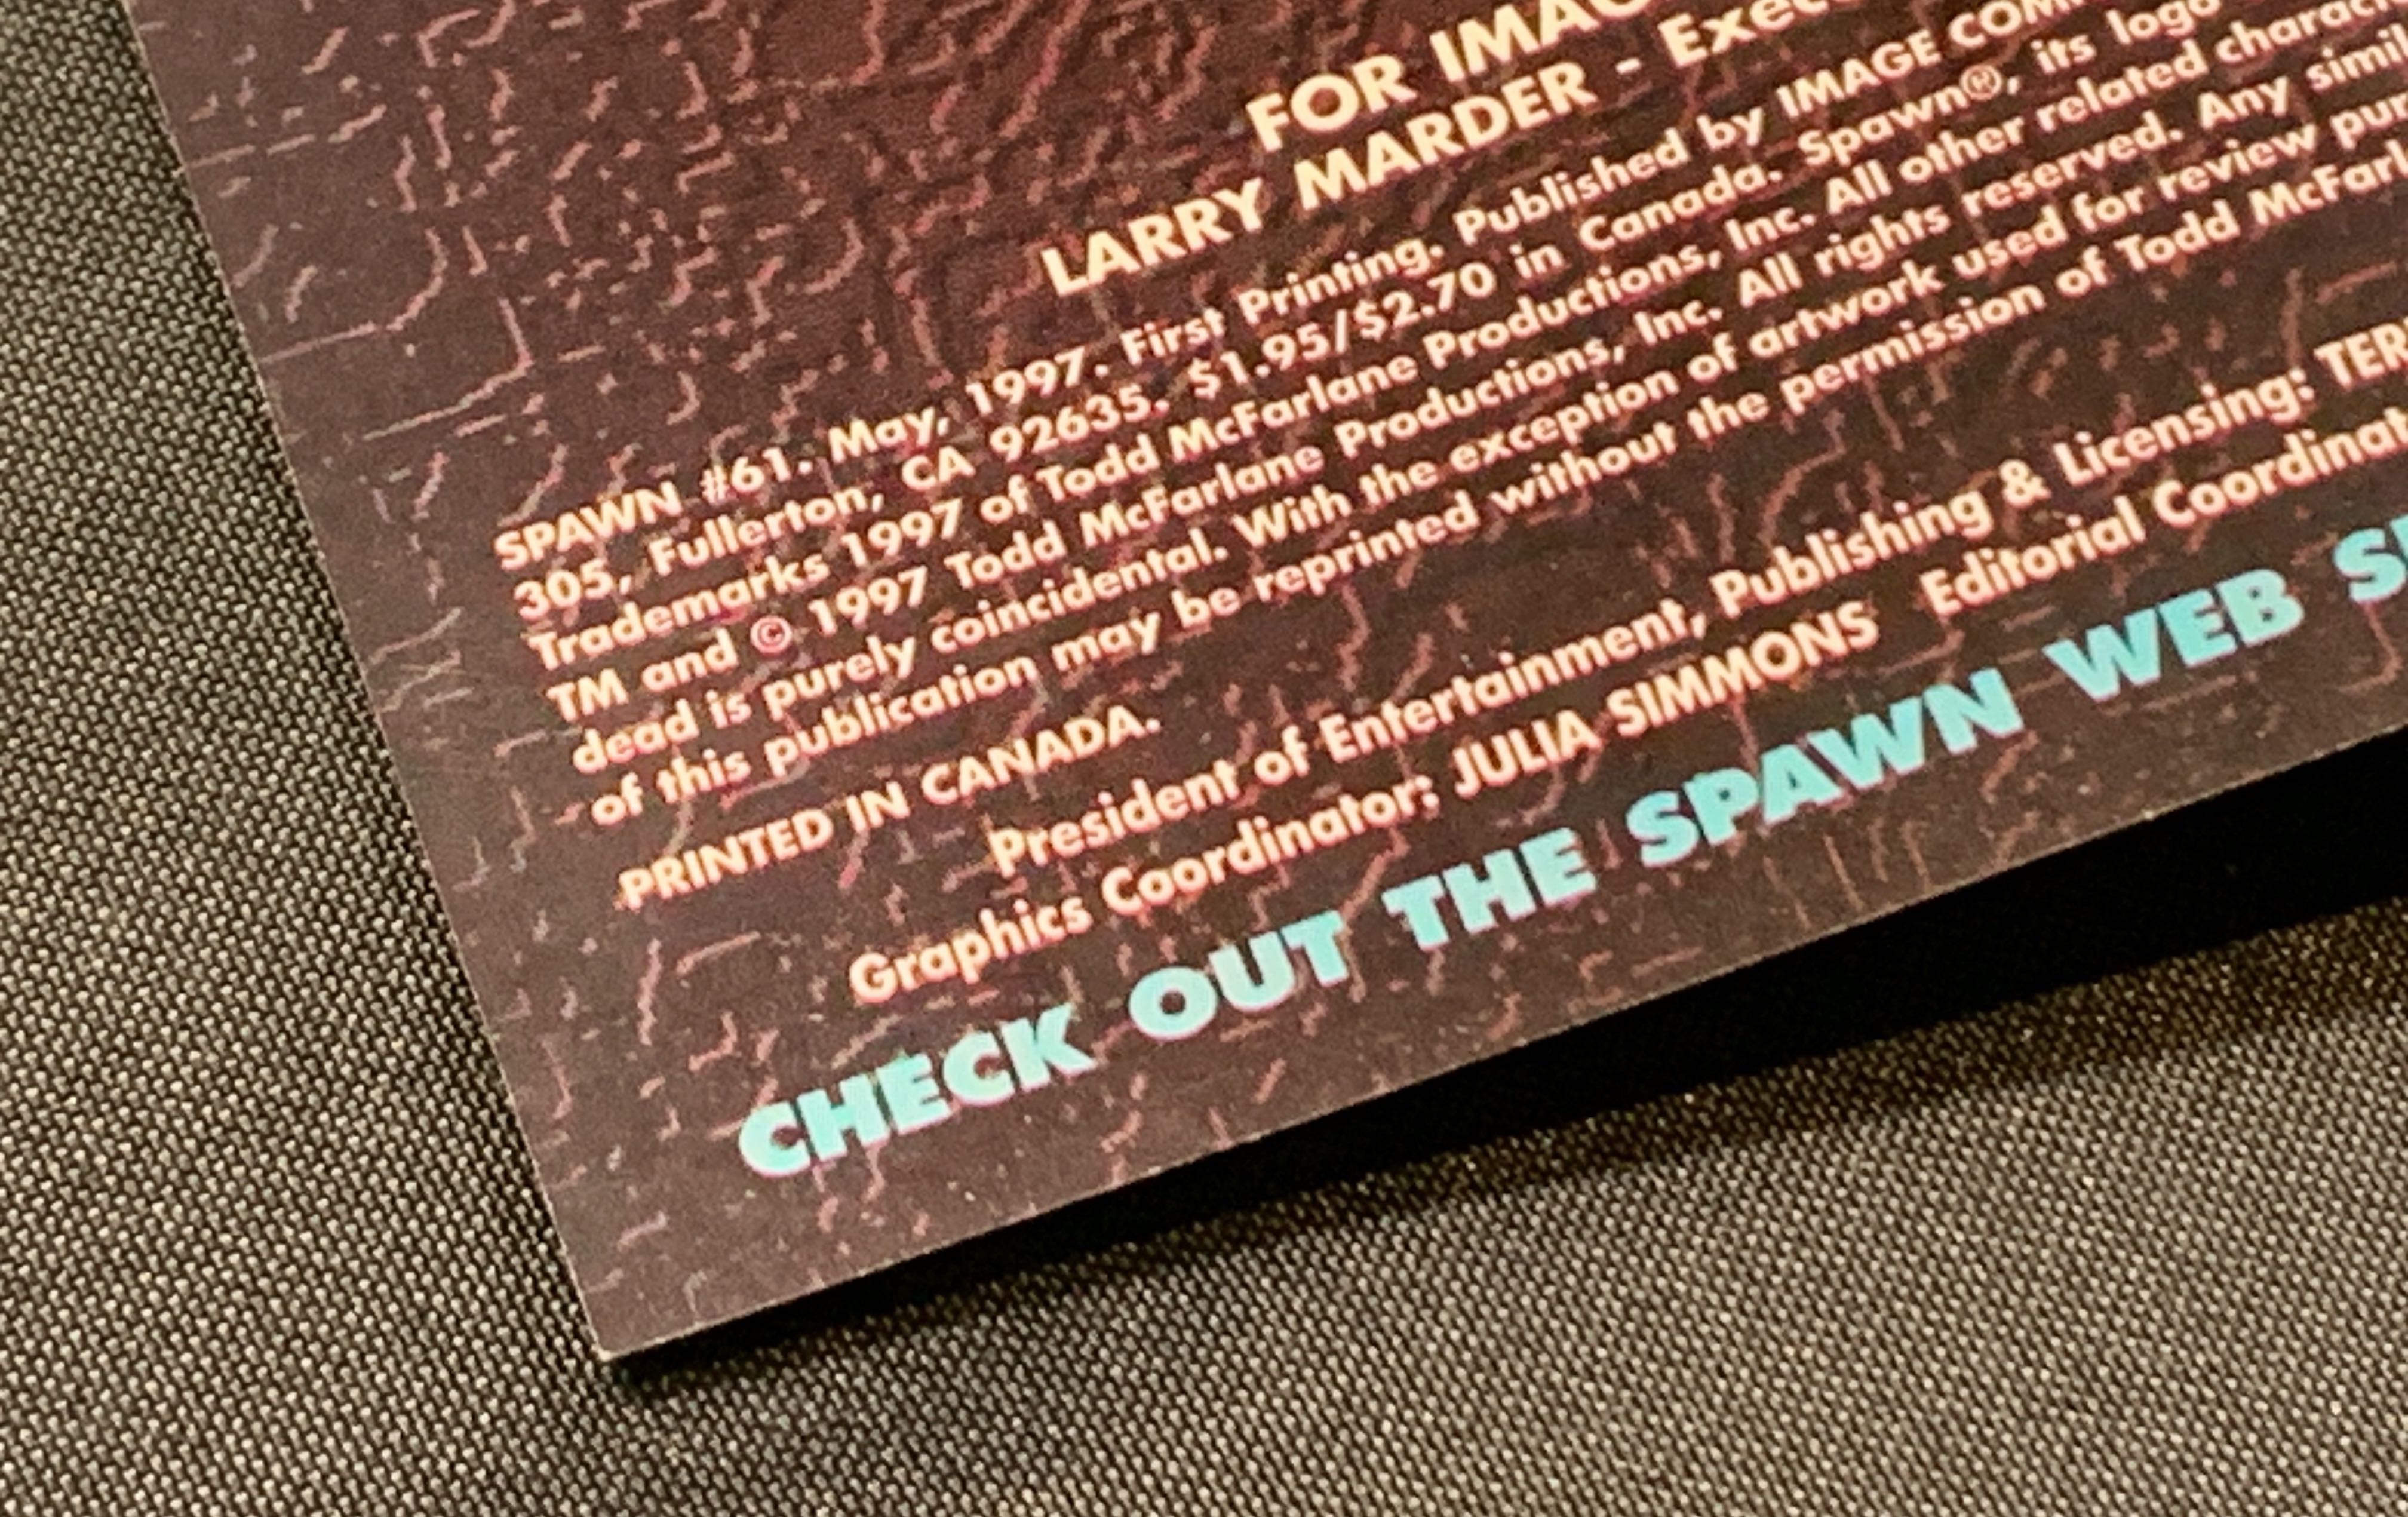 FOR IMAG
LARRY MARDER - Exec
SPAWN #61. May, 1997. First Printing. Published by IMAGE COM
305, Fullerton, CA 92635. $1.95/$2.70 in Canada. Spawn®, its logo
Trademarks 1997 of Todd McFarlane Productions, Inc. All other related charac
TM and © 1997 Todd McFarlane Productions, Inc. All rights reserved. Any simil
dead is purely coincidental. With the exception of artwork used for review pur
of this publication may be reprinted without the permission of Todd McFarl
PRINTED IN CANADA.
President of Entertainment, Publishing & Licensing: TER
Graphics Coordinator: JULIA SIMMONS Editorial Coordinat
CHECK OUT THE SPAWN WEB S